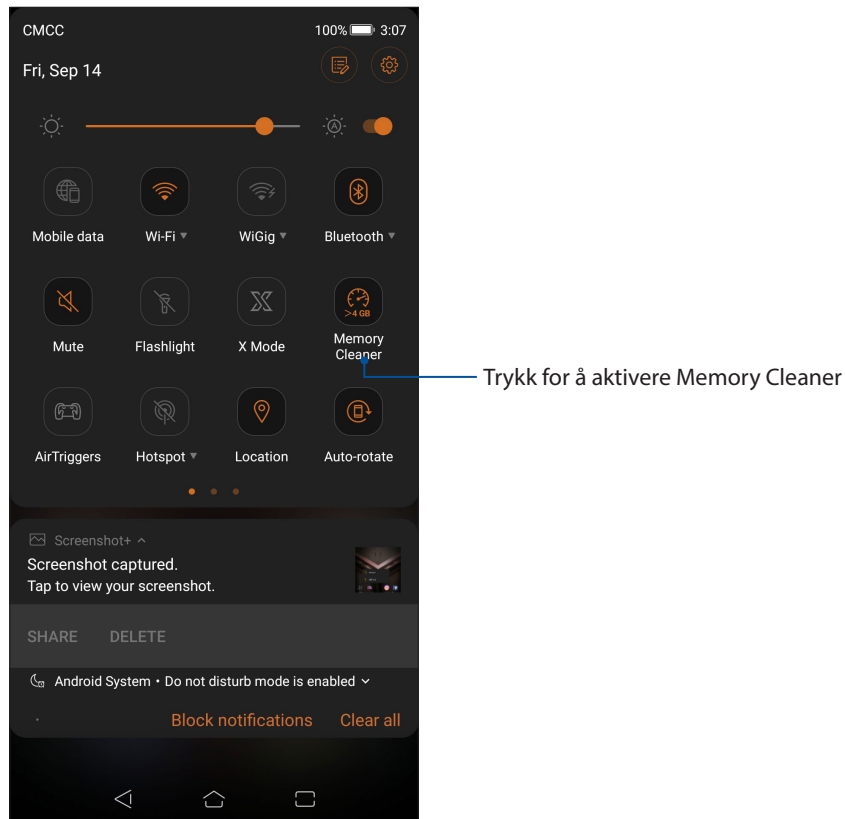 CMCC 100% 3:07
Fri, Sep 14
A
Mobile data Wi-Fi WiGig Bluetooth
>4 GB
Mute Flashlight X Mode Memory Cleaner
Trykk for å aktivere Memory Cleaner
AirTriggers Hotspot Location Auto-rotate
Screenshot+
Screenshot captured.
Tap to view your screenshot.
SHARE DELETE
Android System • Do not disturb mode is enabled
Block notifications Clear all